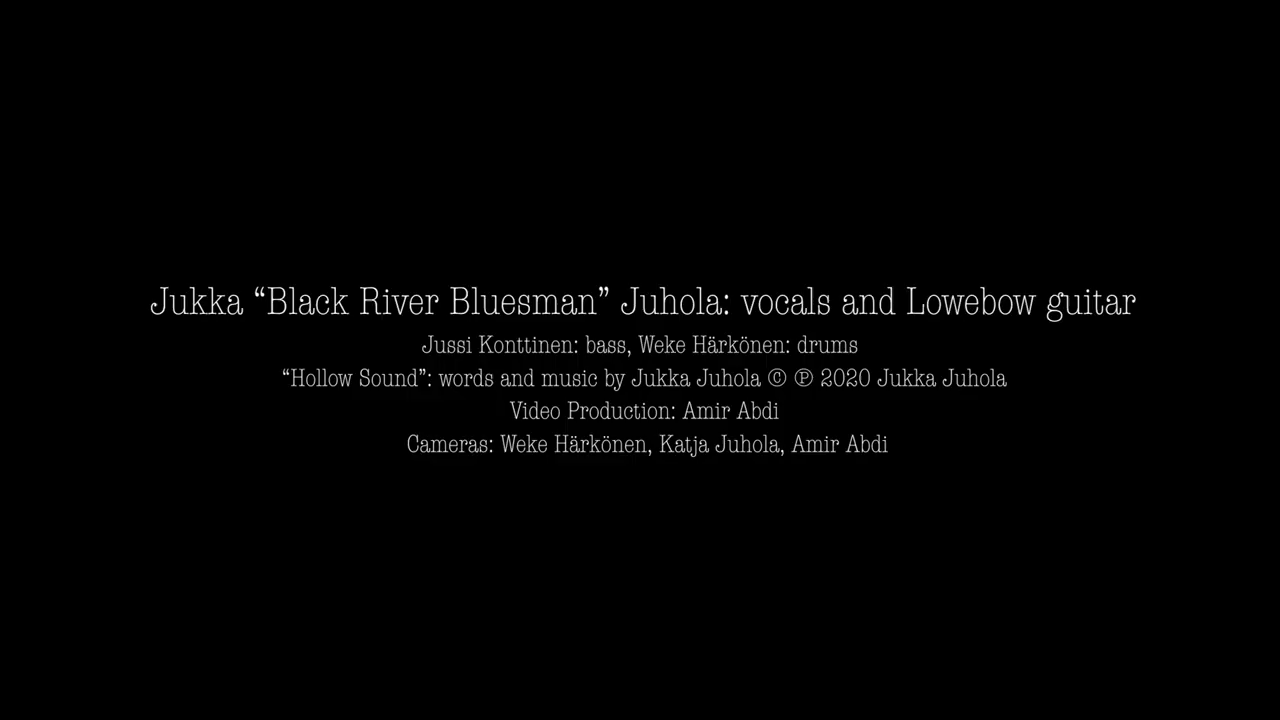 Jukka “Black River Bluesman” Juhola: vocals and Lowebow guitar
Jussi Konttinen: bass, Weke Härkönen: drums
“Hollow Sound”: words and music by Jukka Juhola © ℗ 2020 Jukka Juhola
Video Production: Amir Abdi
Cameras: Weke Härkönen, Katja Juhola, Amir Abdi